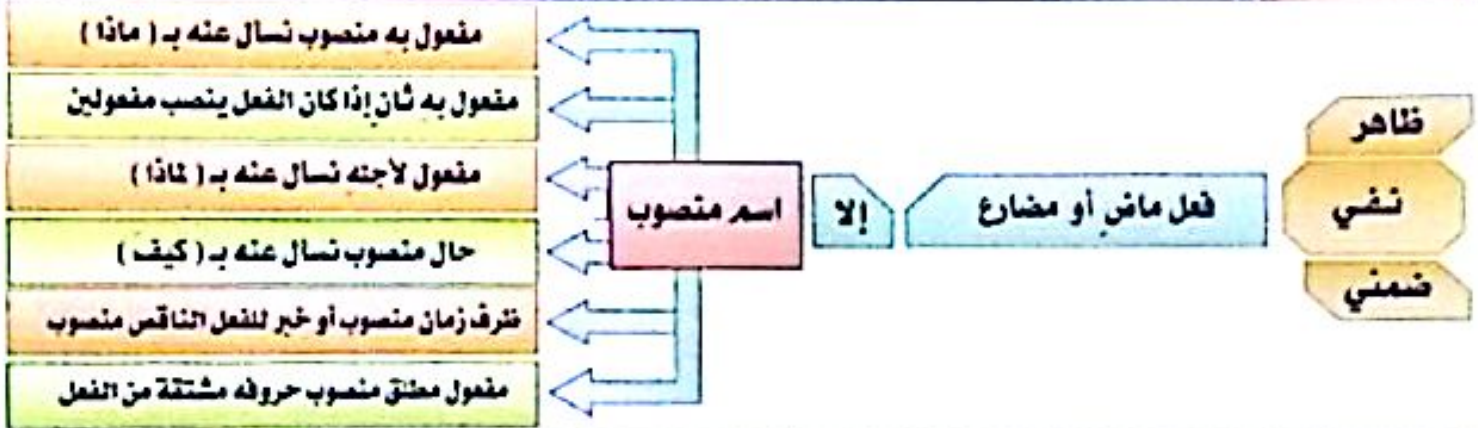 ظاهر
نفي
ضمني
فعل ماضٍ أو مضارع
إلا
اسم منصوب
مفعول به منصوب نسأل عنه بـ ( ماذا )
مفعول به ثانٍ إذا كان الفعل ينصب مفعولين
مفعول لأجله نسأل عنه بـ ( لماذا )
حال منصوب نسأل عنه بـ ( كيف )
ظرف زمان منصوب أو خبر للفعل الناقص منصوب
مفعول مطلق منصوب حروفه مشتقة من الفعل